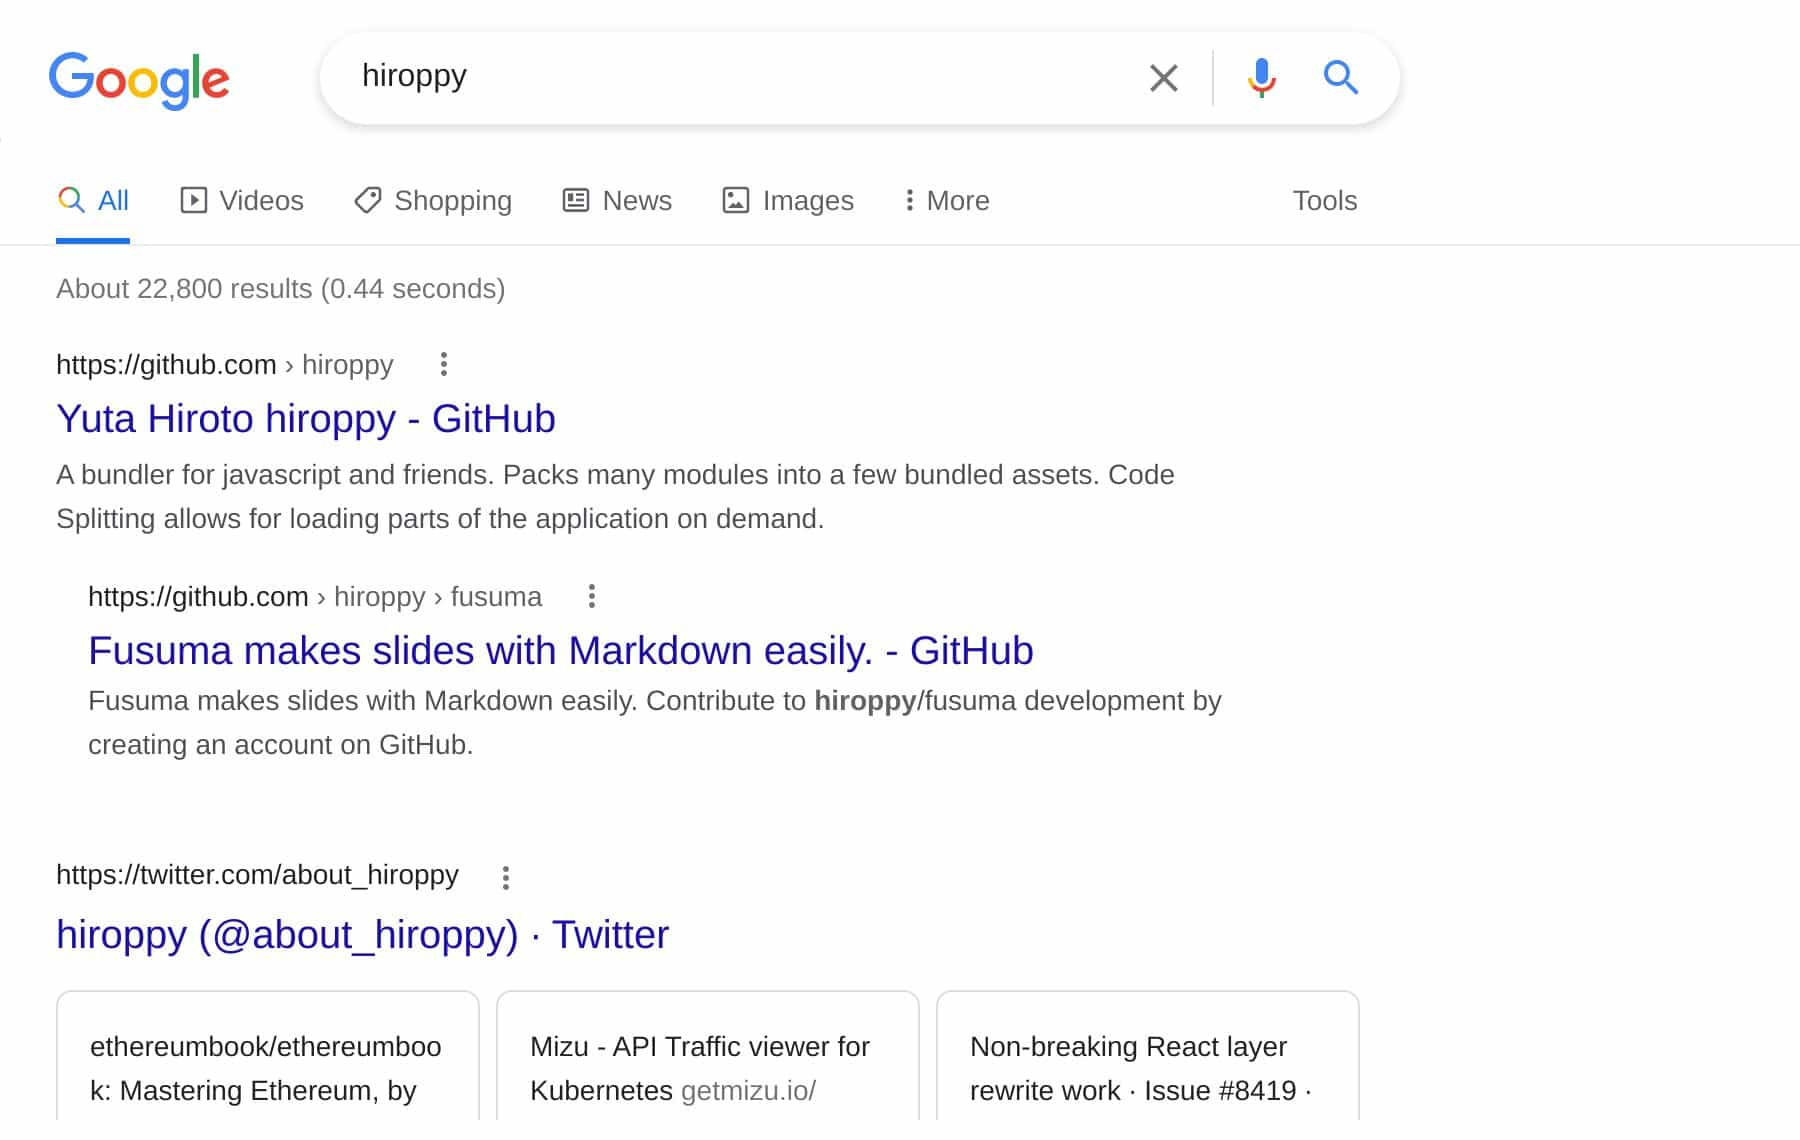 Google
hiroppy
All Videos Shopping News Images More Tools
About 22,800 results (0.44 seconds)
https://github.com › hiroppy
Yuta Hiroto hiroppy - GitHub
A bundler for javascript and friends. Packs many modules into a few bundled assets. Code
Splitting allows for loading parts of the application on demand.
https://github.com › hiroppy › fusuma
Fusuma makes slides with Markdown easily. - GitHub
Fusuma makes slides with Markdown easily. Contribute to hiroppy/fusuma development by
creating an account on GitHub.
https://twitter.com/about_hiroppy
hiroppy (@about_hiroppy) · Twitter
ethereumbook/ethereumboo
k: Mastering Ethereum, by
Mizu - API Traffic viewer for
Kubernetes getmizu.io/
Non-breaking React layer
rewrite work · Issue #8419 ·